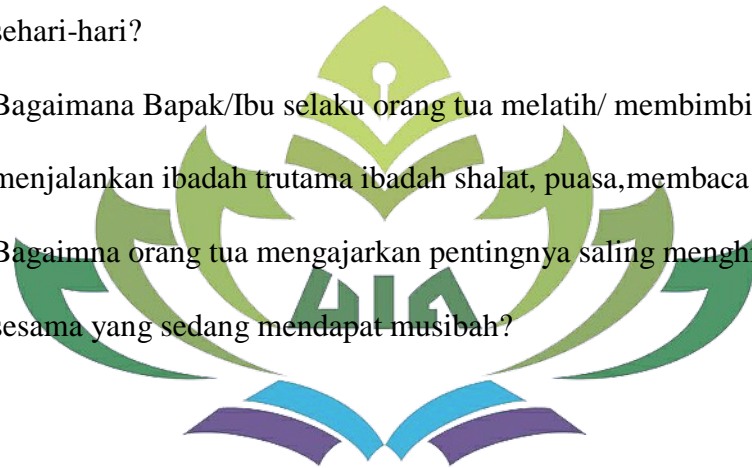 sehari-hari?
Bagaimana Bapak/Ibu selaku orang tua melatih/ membimbi
menjalankan ibadah trutama ibadah shalat, puasa,membaca
Bagaimna orang tua mengajarkan pentingnya saling menghi
UIN
sesama yang sedang mendapat musibah?